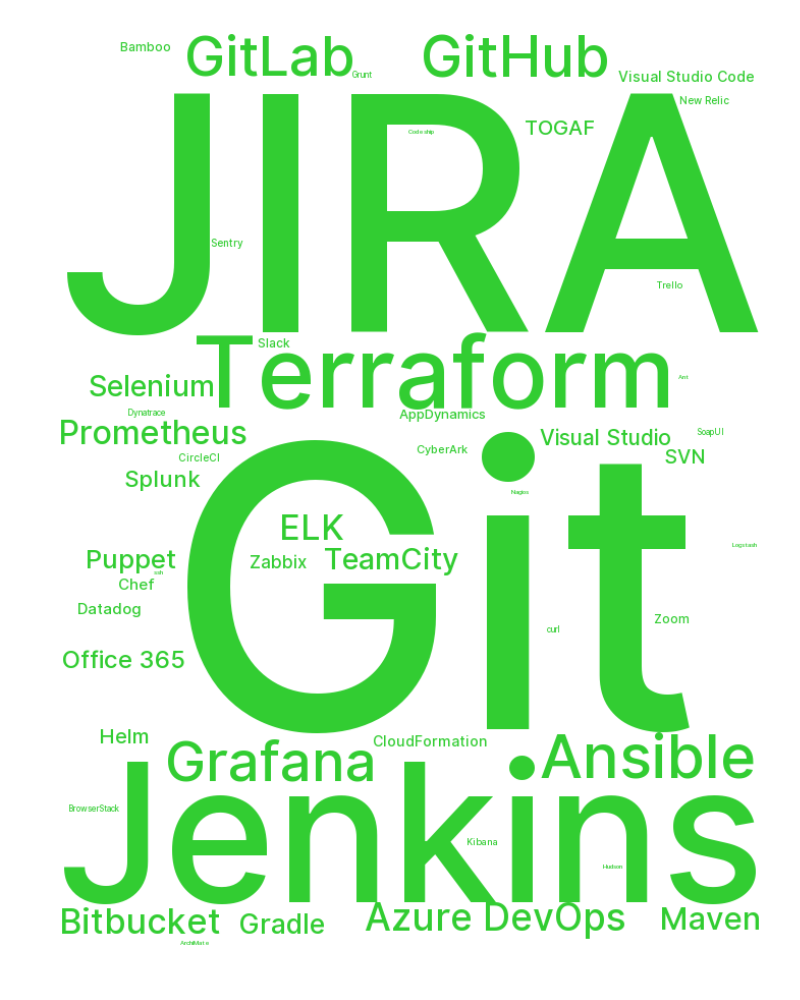 Bamboo
GitLab
Grunt
GitHub
Visual Studio Code
New Relic
JIRA
Codeship
TOGAF
Sentry
Trello
Terraform
Slack
Selenium
Dynatrace
AppDynamics
Prometheus
CircleCI
CyberArk
Visual Studio
SoapUI
SVN
Splunk
Git
Nagios
ELK
Puppet
Zabbix
TeamCity
Logstash
Chef
Datadog
Zoom
curl
Office 365
Helm
Grafana
CloudFormation
Ansible
Jenkins
BrowserStack
Kibana
Hudson
Bitbucket
Gradle
Azure DevOps
Maven
ArchiMate